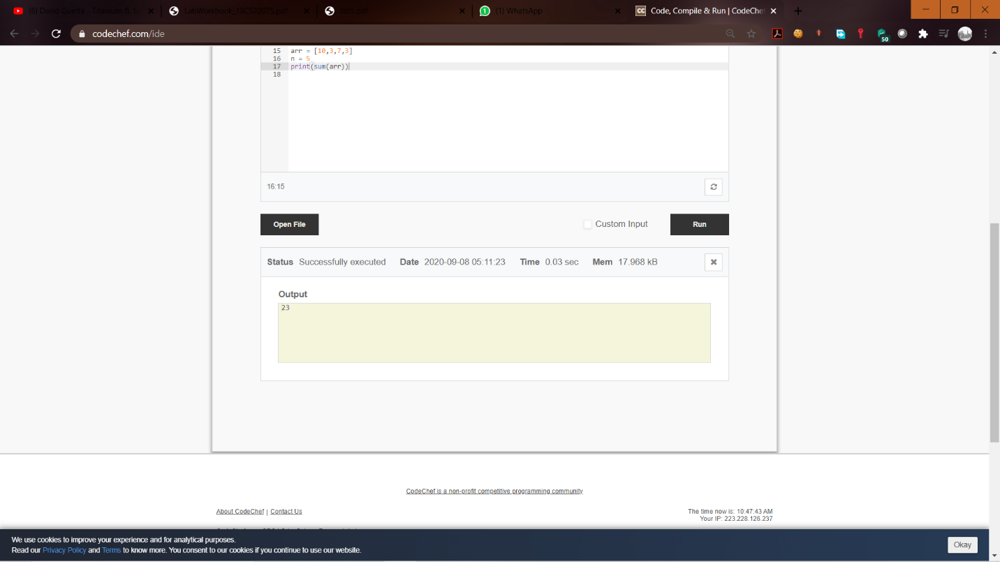 (6) David Guetta - Titanium ft. S
LabWorkbook_18CS2207S.pdf
lab5.pdf
(1) WhatsApp
Code, Compile & Run | CodeChe
codechef.com/ide
50
15 arr = [10,3,7,3]
16 n = 5
17 print(sum(arr))
18
16:15
Open File
Custom Input
Run
Status Successfully executed Date 2020-09-08 05:11:23 Time 0.03 sec Mem 17.968 kB
Output
23
CodeChef is a non-profit competitive programming community
About CodeChef | Contact Us
The time now is: 10:47:43 AM
Your IP: 223.228.126.237
We use cookies to improve your experience and for analytical purposes.
Read our Privacy Policy and Terms to know more. You consent to our cookies if you continue to use our website.
Okay